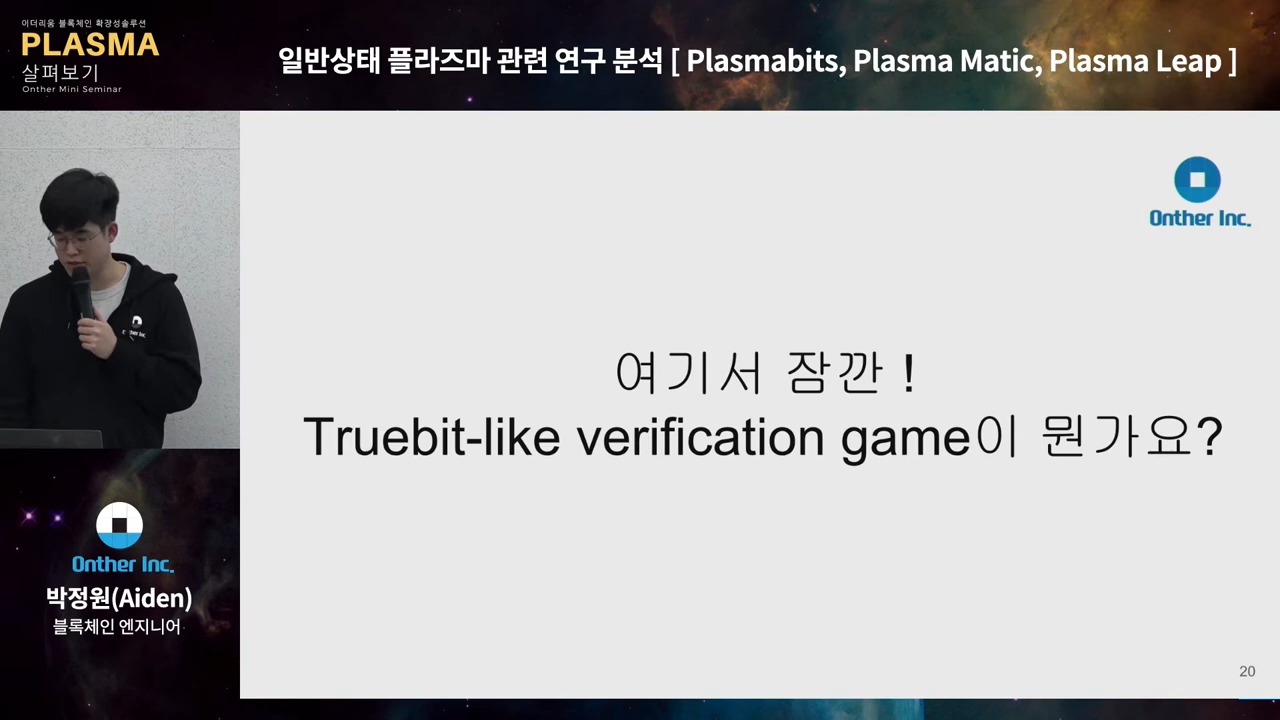 이더리움 블록체인 확장성솔루션
PLASMA
살펴보기
Onther Mini Seminar
일반상태 플라즈마 관련 연구 분석 [ Plasmabits, Plasma Matic, Plasma Leap ]
Onther Inc.
여기서 잠깐 !
Truebit-like verification game이 뭔가요?
20
Onther Inc.
박정원(Aiden)
블록체인 엔지니어